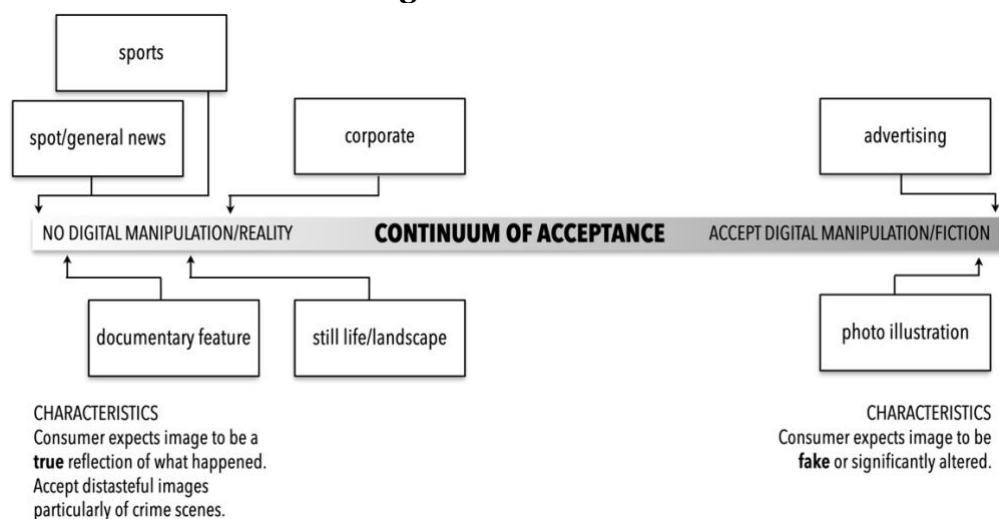 sports
spot/general news
corporate
advertising
NO DIGITAL MANIPULATION/REALITY
CONTINUUM OF ACCEPTANCE
ACCEPT DIGITAL MANIPULATION/FICTION
documentary feature
still life/landscape
photo illustration
CHARACTERISTICS
Consumer expects image to be a
true reflection of what happened.
Accept distasteful images
particularly of crime scenes.
CHARACTERISTICS
Consumer expects image to be
fake or significantly altered.